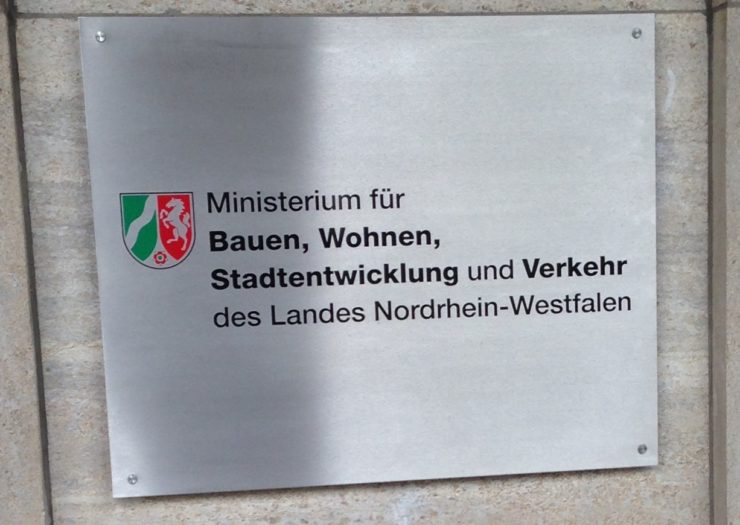 Ministerium für
Bauen, Wohnen,
Stadtentwicklung und Verkehr
des Landes Nordrhein-Westfalen